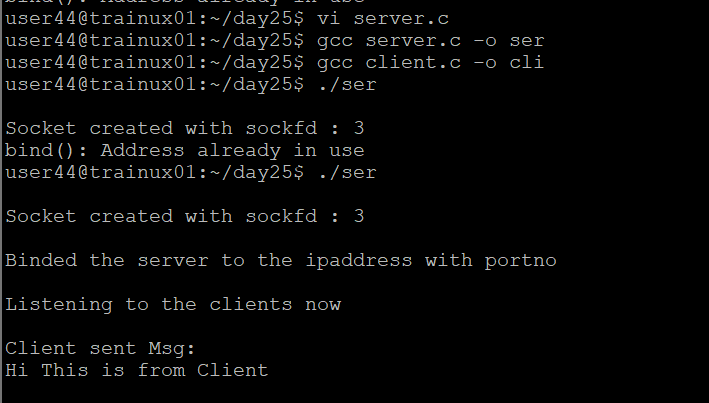 bind(): Address already in use
user44@trainux01:~/day25$ vi server.c
user44@trainux01:~/day25$ gcc server.c -o ser
user44@trainux01:~/day25$ gcc client.c -o cli
user44@trainux01:~/day25$ ./ser
Socket created with sockfd : 3
bind(): Address already in use
user44@trainux01:~/day25$ ./ser
Socket created with sockfd : 3
Binded the server to the ipaddress with portno
Listening to the clients now
Client sent Msg:
Hi This is from Client